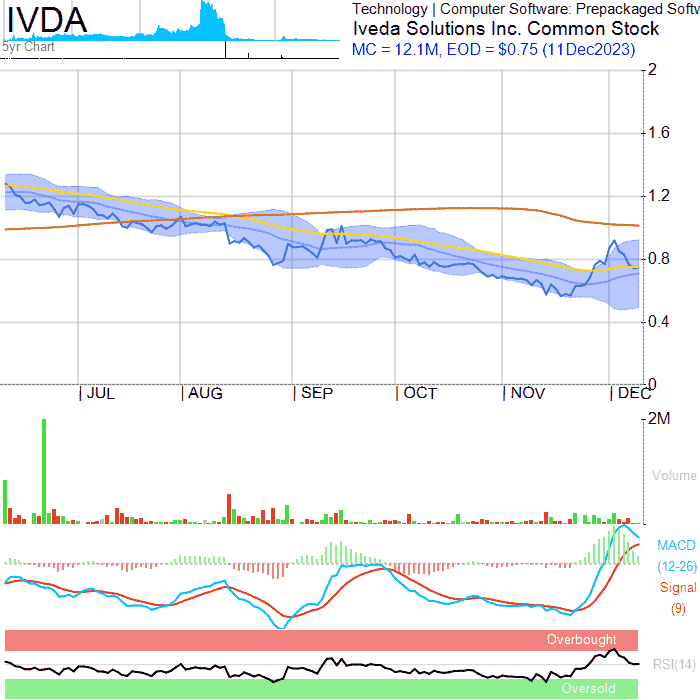 IVDA
5yr Chart
Technology | Computer Software: Prepackaged Softw
Iveda Solutions Inc. Common Stock
MC = 12.1M, EOD = $0.75 (11Dec2023)
2
1.6
1.2
0.8
0.4
0
JUL
AUG
SEP
OCT
NOV
DEC
2M
Volume
MACD
(12-26)
Signal
(9)
Overbought
RSI(14)
Oversold